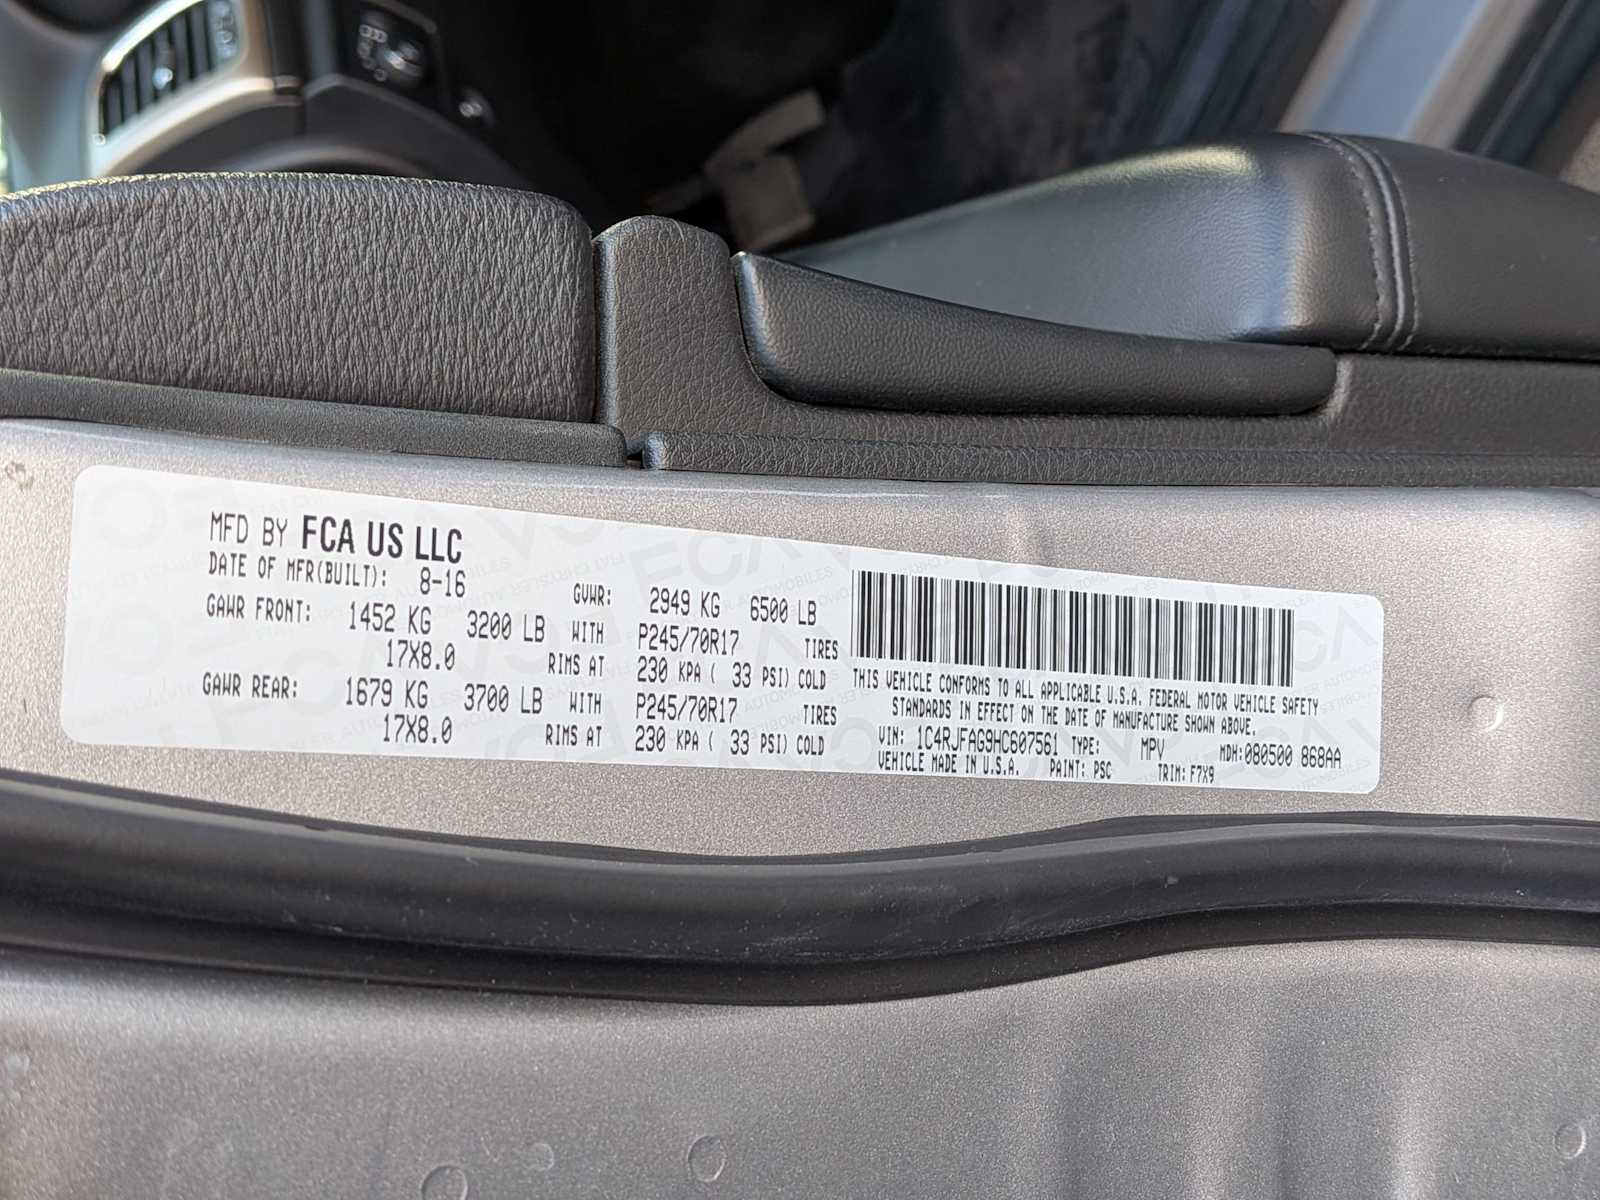 MFD BY FCA US LLC
DATE OF MFR(BUILT): 8-16 GVWR: 2949 KG 6500 LB
GAWR FRONT: 1452 KG 3200 LB WITH P245/70R17 TIRES
17X8.0 RIMS AT 230 KPA ( 33 PSI) COLD
GAWR REAR: 1679 KG 3700 LB WITH P245/70R17 TIRES
17X8.0 RIMS AT 230 KPA ( 33 PSI) COLD
THIS VEHICLE CONFORMS TO ALL APPLICABLE U.S.A. FEDERAL MOTOR VEHICLE SAFETY
STANDARDS IN EFFECT ON THE DATE OF MANUFACTURE SHOWN ABOVE.
VIN: 1C4RJFAG9HC607561 TYPE: MPV MDH:080500 868AA
VEHICLE MADE IN U.S.A. PAINT: PSC TRIM: F7X9